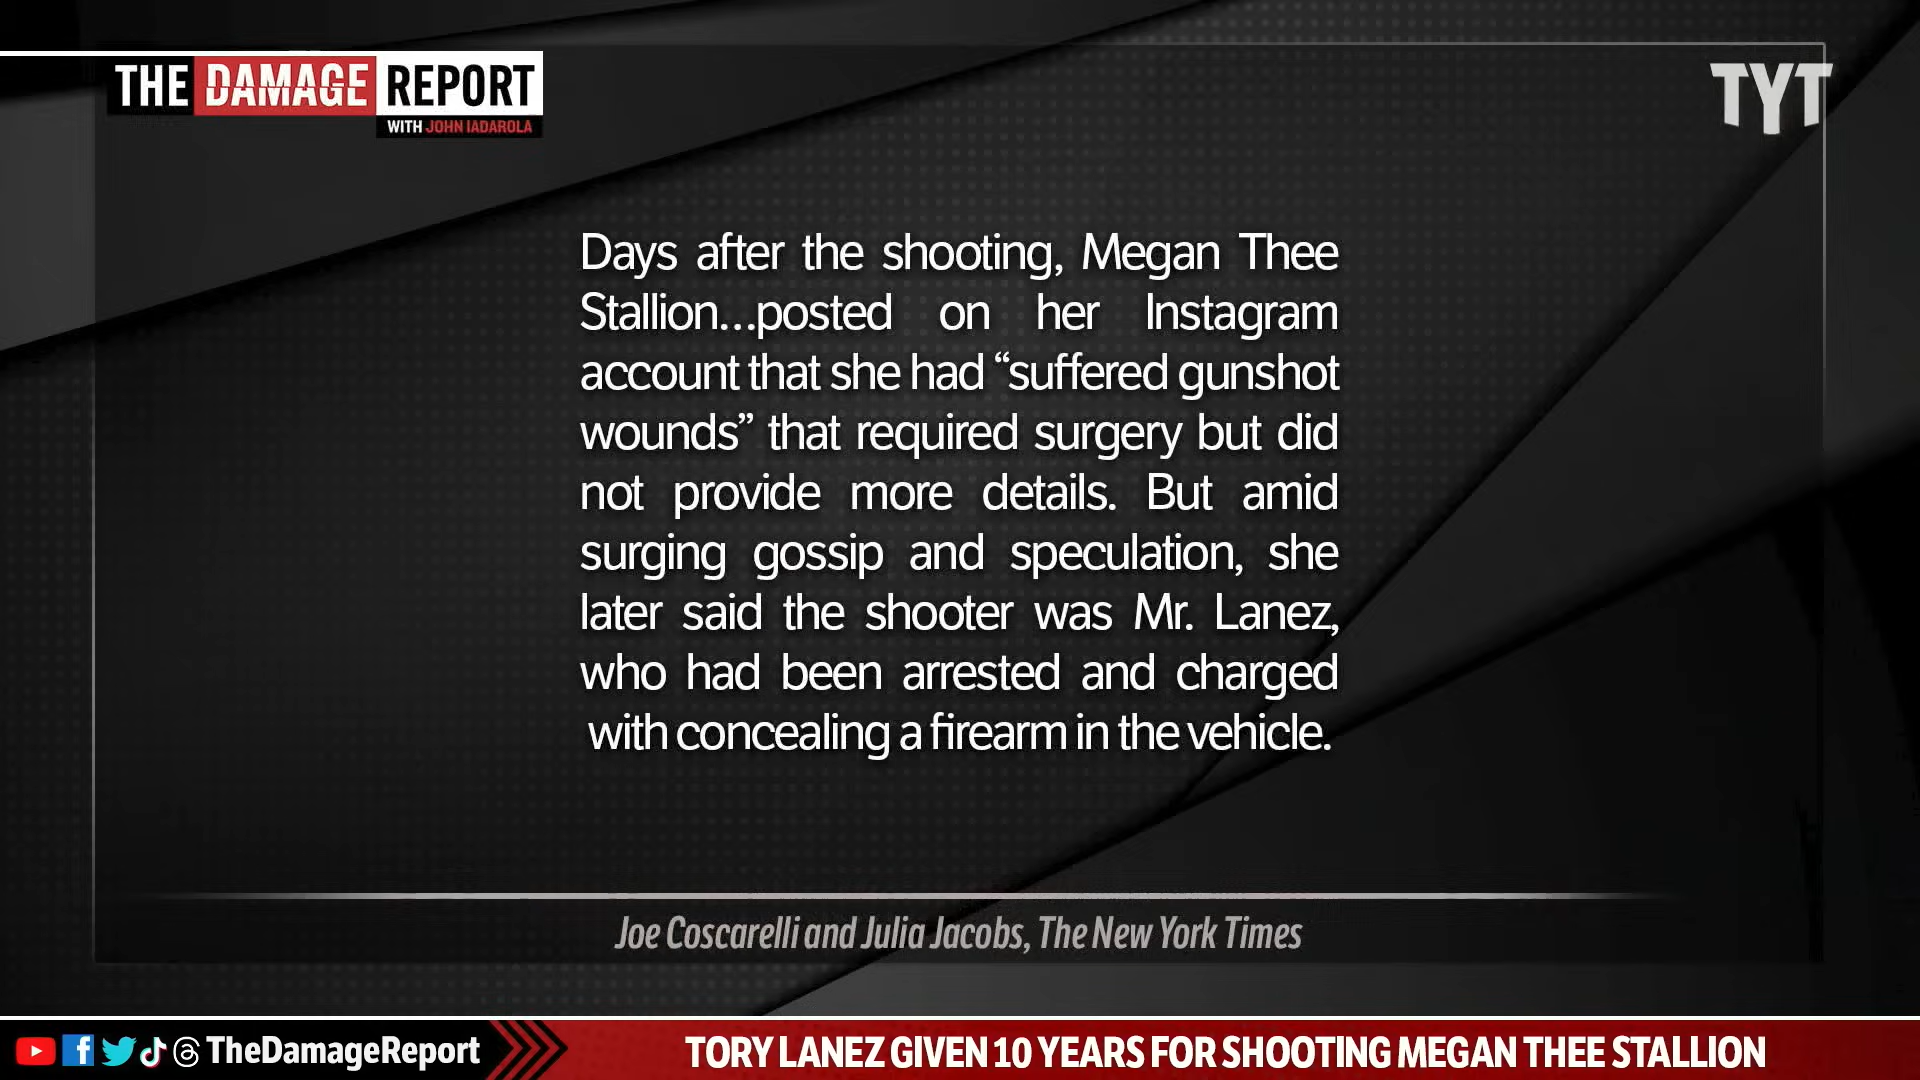 THE DAMAGE REPORT
WITH JOHN IADAROLA
TYT
Days after the shooting, Megan Thee
Stallion…posted on her Instagram
account that she had “suffered gunshot
wounds” that required surgery but did
not provide more details. But amid
surging gossip and speculation, she
later said the shooter was Mr. Lanez,
who had been arrested and charged
with concealing a firearm in the vehicle.
Joe Coscarelli and Julia Jacobs, The New York Times
TheDamageReport
TORY LANEZ GIVEN 10 YEARS FOR SHOOTING MEGAN THEE STALLION